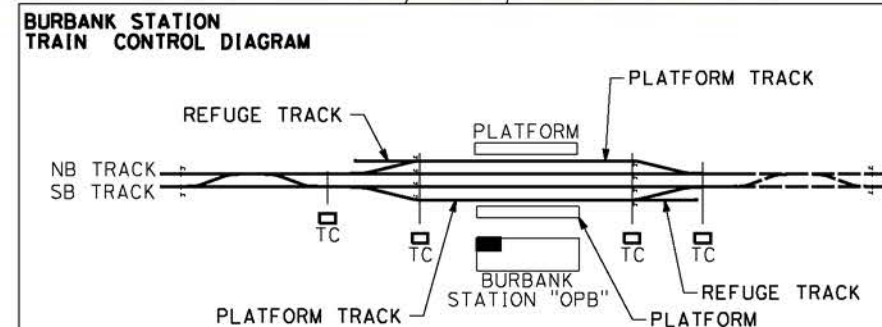 BURBANK STATION
TRAIN CONTROL DIAGRAM
PLATFORM TRACK
REFUGE TRACK
PLATFORM
NB TRACK
SB TRACK
TC
TC
TC
TC
BURBANK
STATION "OPB"
REFUGE TRACK
PLATFORM TRACK
PLATFORM